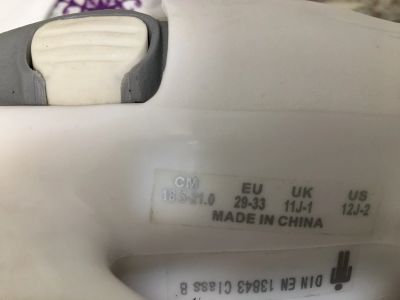 CM EU UK US
18.5-21.0 29-33 11J-1 12J-2
MADE IN CHINA
DIN EN 13843 Class B